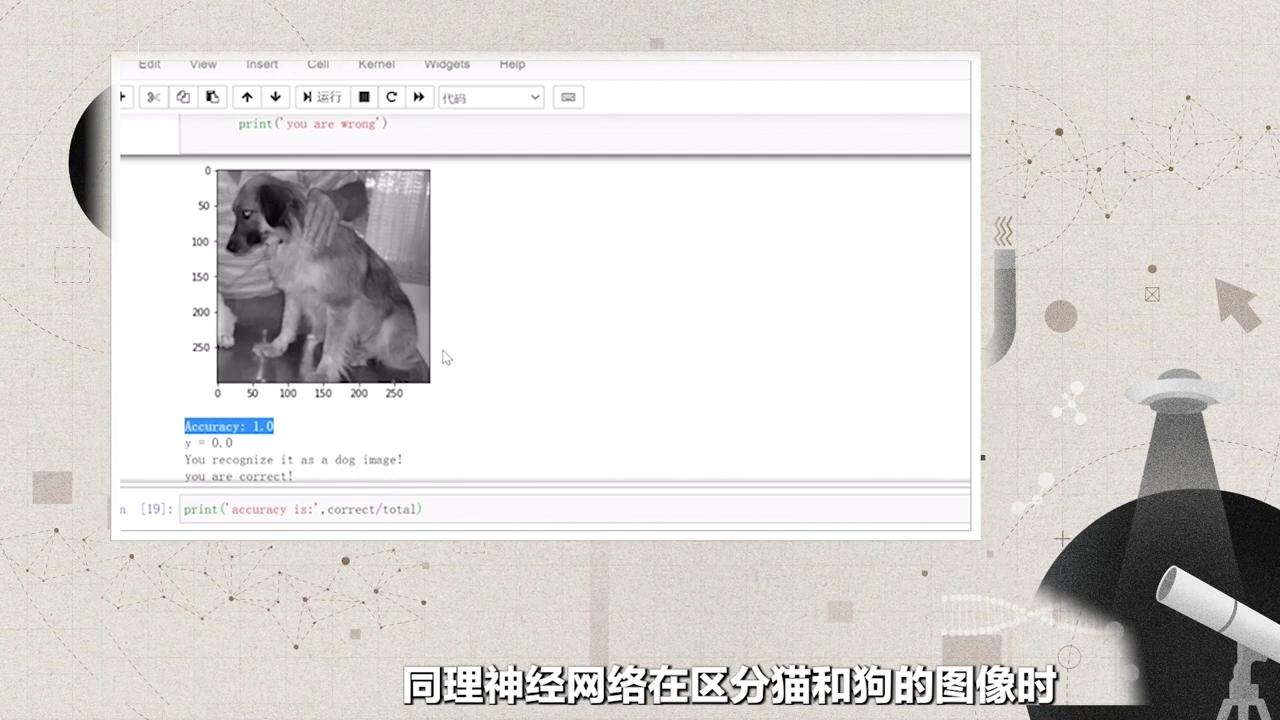 Edit View Insert Cell Kernel Widgets Help
运行 代码
print('you are wrong')
0
50
100
150
200
250
0 50 100 150 200 250
Accuracy: 1.0
y = 0.0
You recognize it as a dog image!
you are correct!
n [19]: print('accuracy is:',correct/total)
同理神经网络在区分猫和狗的图像时